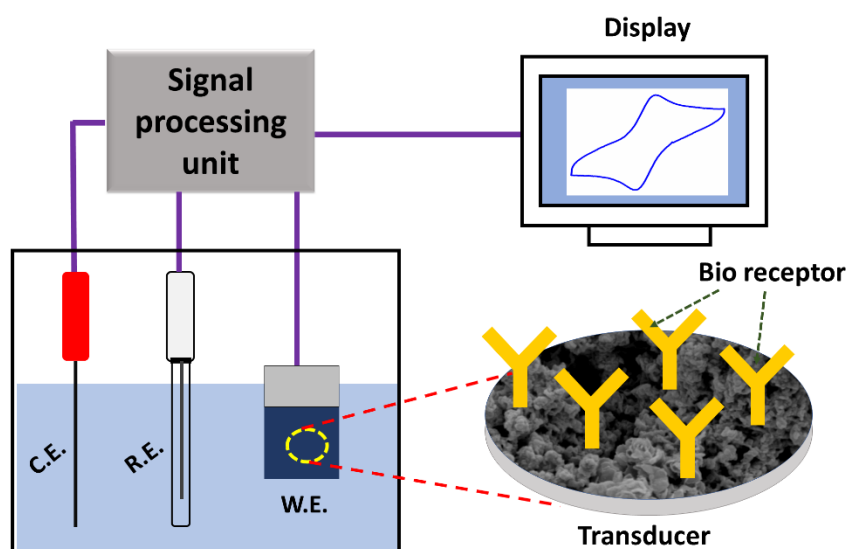 Display
Signal
processing
unit
Bio receptor
C.E.
R.E.
W.E.
Transducer